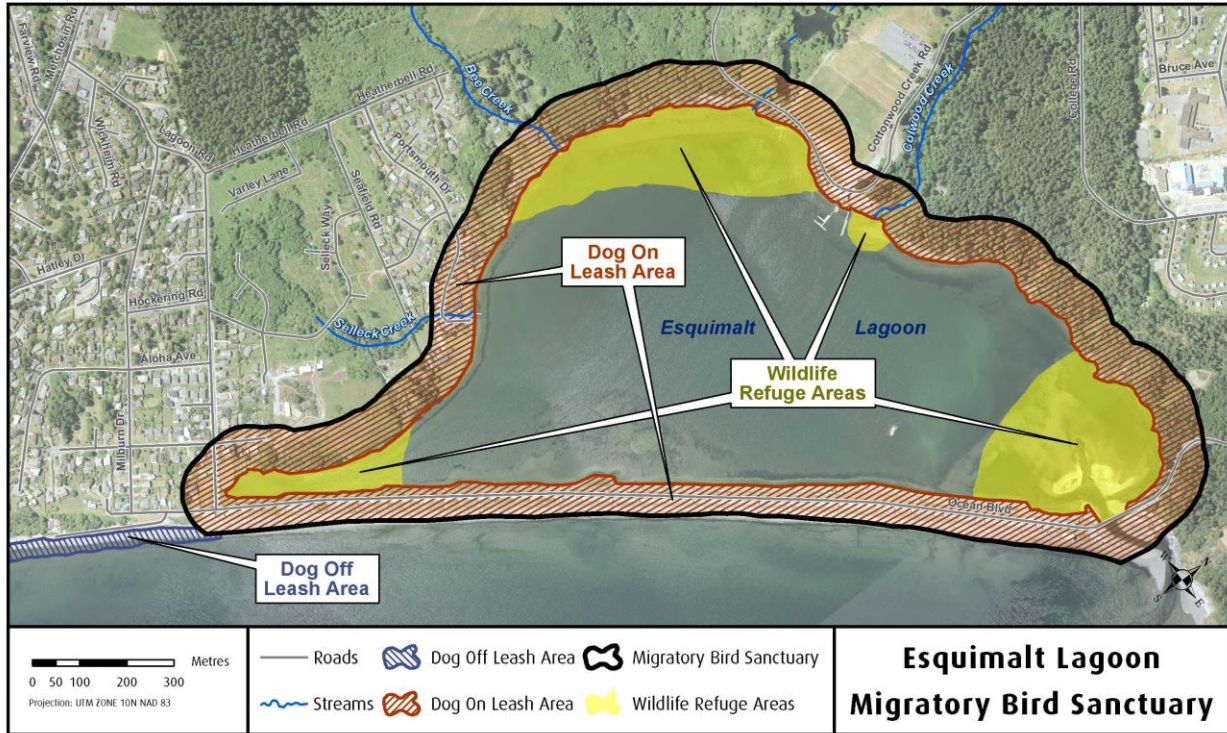 Farview Rd
Metchosin Rd
Wishheim Rd
Lagoon Rd
Heatherbell Rd
Heatherbell Rd
Varley Lane
Portsmouth Dr
Seafield Rd
Selleck Way
Hatley Dr
Hockering Rd
Aloha Ave
Milburn Dr
Bee Creek
Selleck Creek
Cottonwood Creek Rd
Colwood Creek
College Rd
Bruce Ave
Dog On
Leash Area
Esquimalt
Lagoon
Wildlife
Refuge Areas
Ocean Blvd
Dog Off
Leash Area
W
S
E
Metres
0 50 100 200 300
Projection: UTM ZONE 10N NAD 83
Roads
Dog Off Leash Area
Migratory Bird Sanctuary
Streams
Dog On Leash Area
Wildlife Refuge Areas
Esquimalt Lagoon
Migratory Bird Sanctuary